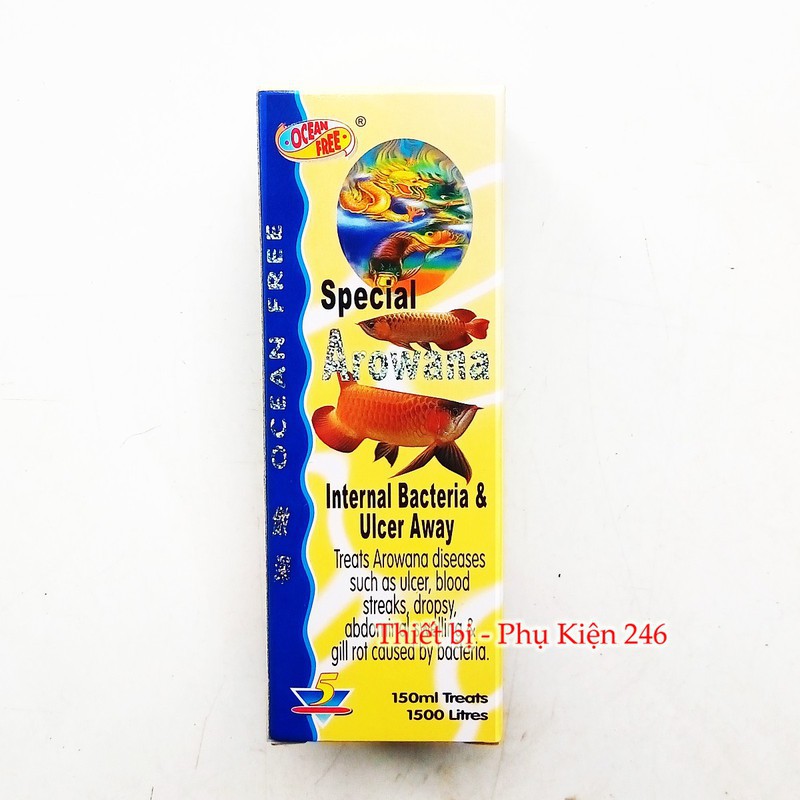 OCEAN
FREE
®
OCEAN FREE
Special
Arowana
Internal Bacteria &
Ulcer Away
Treats Arowana diseases
such as ulcer, blood
streaks, dropsy,
Thiết bị - Phụ Kiện 246
gill rot caused by bacteria.
5
150ml Treats
1500 Litres